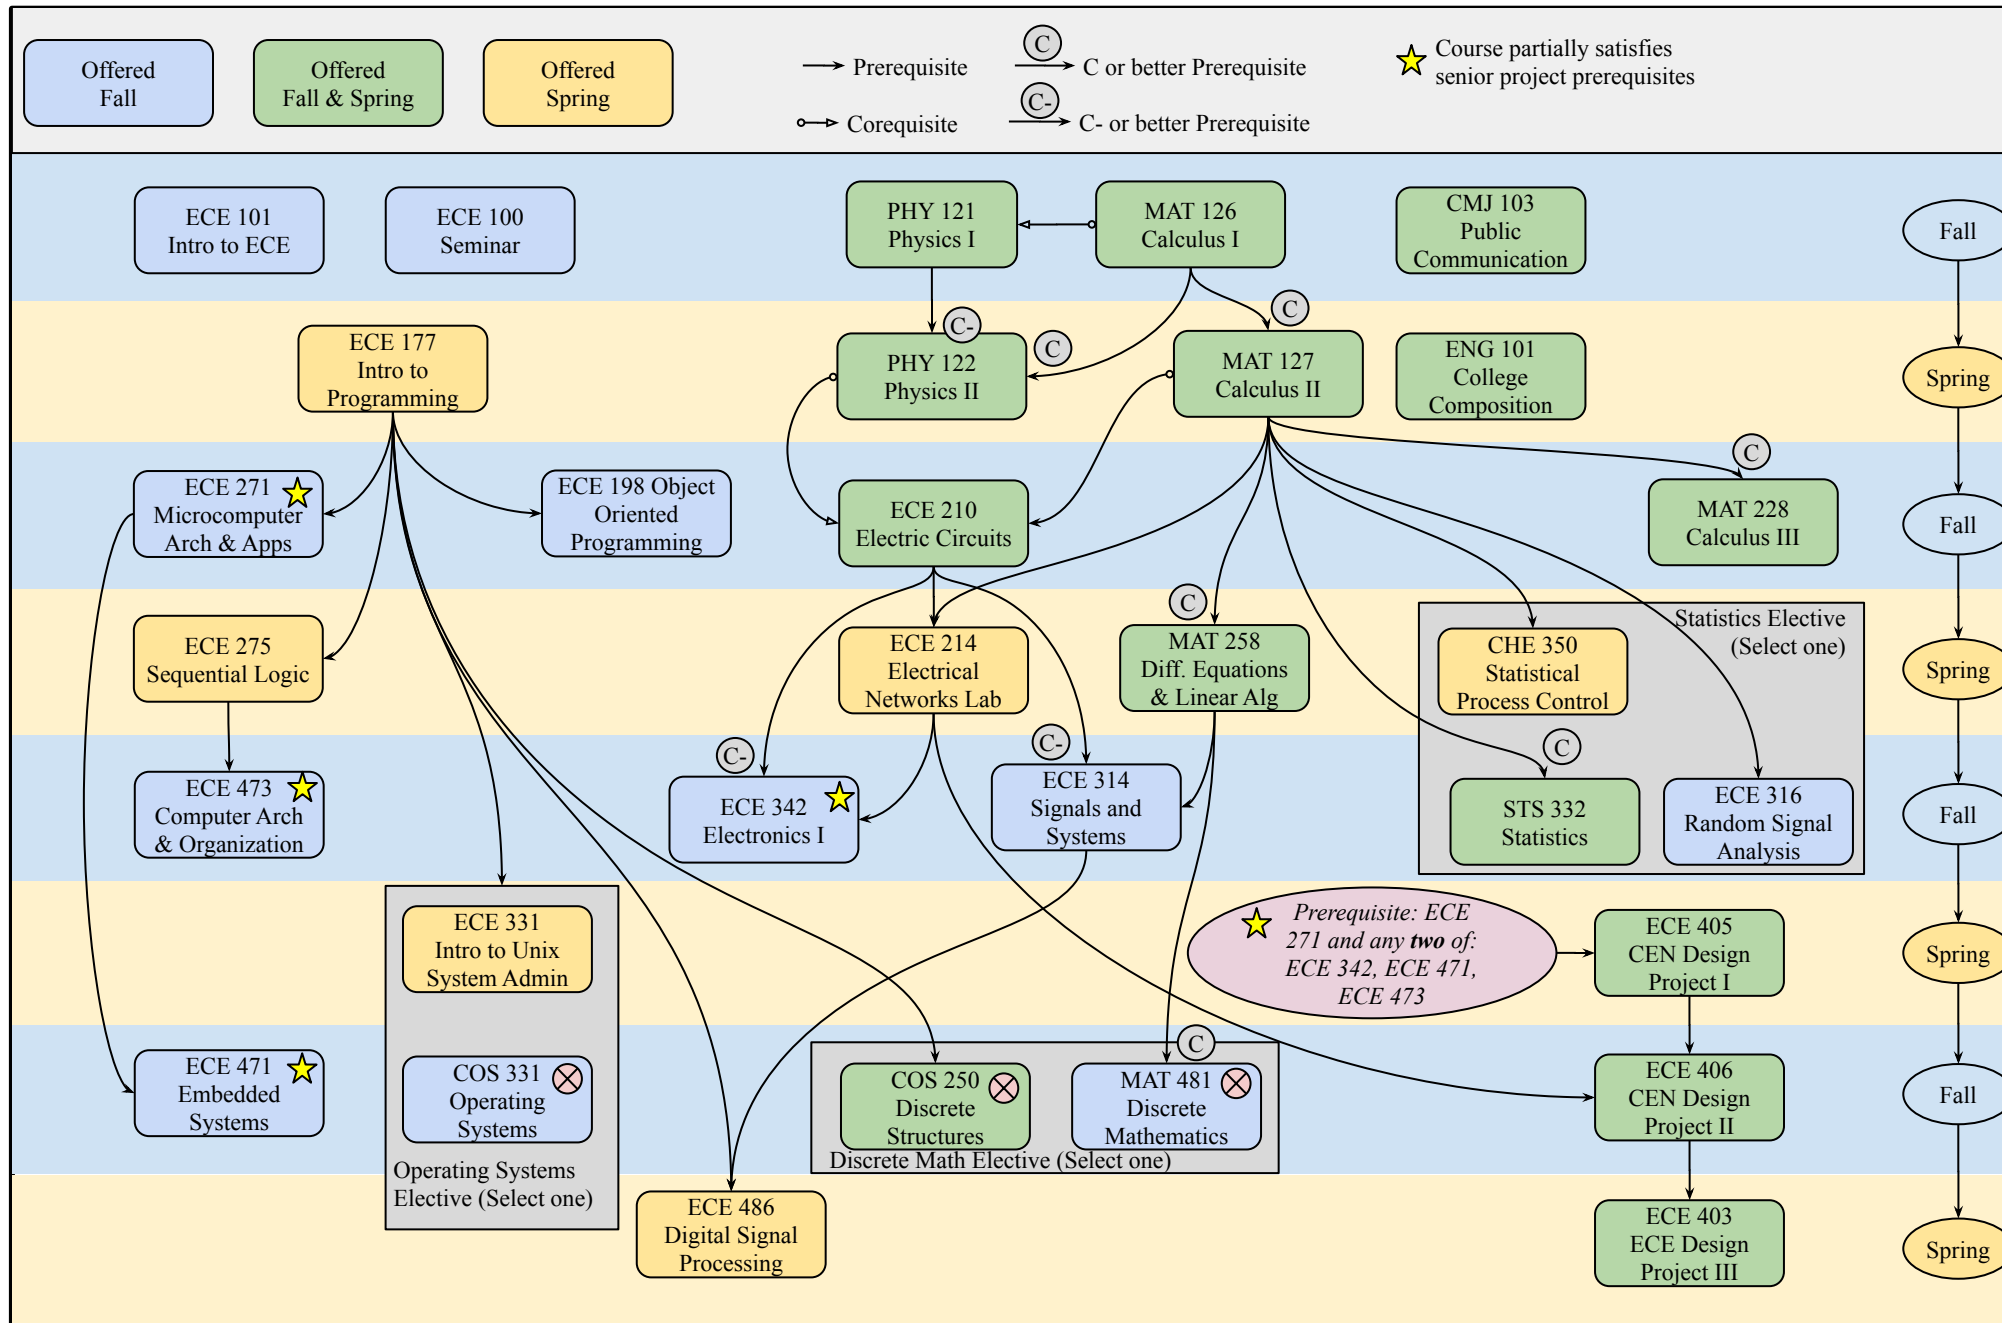 Offered
Fall
Offered
Fall & Spring
Offered
Spring
Prerequisite
Corequisite
C
C or better Prerequisite
C-
C- or better Prerequisite
Course partially satisfies
senior project prerequisites
ECE 101
Intro to ECE
ECE 100
Seminar
PHY 121
Physics I
MAT 126
Calculus I
CMJ 103
Public
Communication
Fall
ECE 177
Intro to
Programming
C-
PHY 122
Physics II
C
C
MAT 127
Calculus II
ENG 101
College
Composition
Spring
ECE 271
Microcomputer
Arch & Apps
ECE 198 Object
Oriented
Programming
ECE 210
Electric Circuits
C
MAT 228
Calculus III
Fall
ECE 275
Sequential Logic
ECE 214
Electrical
Networks Lab
C
MAT 258
Diff. Equations
& Linear Alg
Statistics Elective
(Select one)
CHE 350
Statistical
Process Control
Spring
ECE 473
Computer Arch
& Organization
C-
ECE 342
Electronics I
C-
ECE 314
Signals and
Systems
C
STS 332
Statistics
ECE 316
Random Signal
Analysis
Fall
ECE 331
Intro to Unix
System Admin
Prerequisite: ECE
271 and any two of:
ECE 342, ECE 471,
ECE 473
ECE 405
CEN Design
Project I
Spring
ECE 471
Embedded
Systems
COS 331
Operating
Systems
Operating Systems
Elective (Select one)
COS 250
Discrete
Structures
C
MAT 481
Discrete
Mathematics
Discrete Math Elective (Select one)
ECE 406
CEN Design
Project II
Fall
ECE 486
Digital Signal
Processing
ECE 403
ECE Design
Project III
Spring